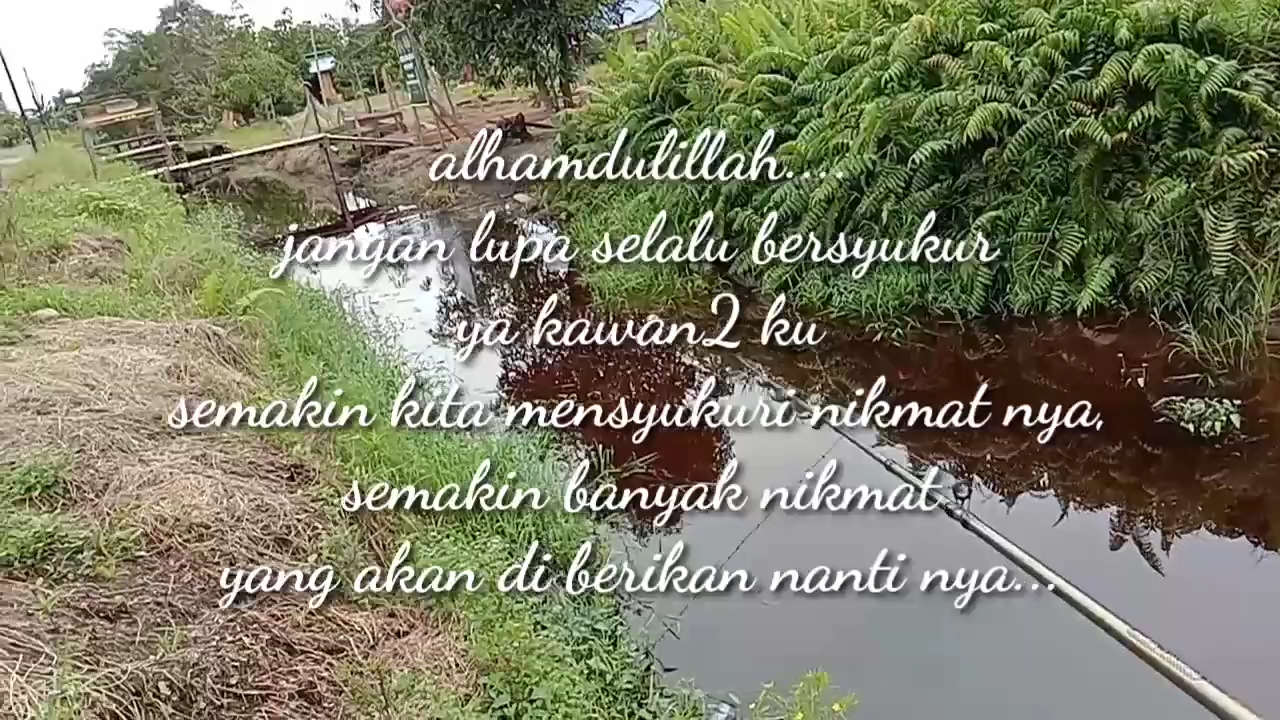 alhamdulillah....
jangan lupa selalu bersyukur
ya kawan2 ku
semakin kita mensyukuri nikmat nya,
semakin banyak nikmat
yang akan di berikan nanti nya...